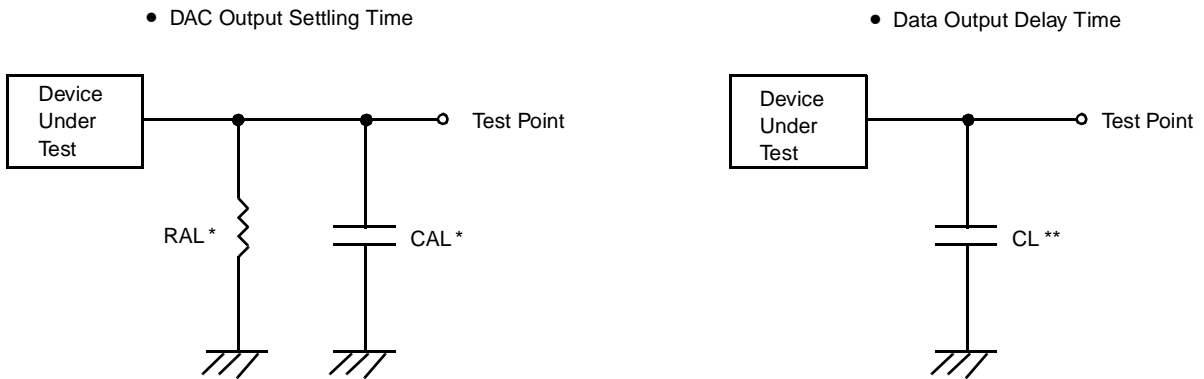 ● DAC Output Settling Time
Device
Under
Test
Test Point
RAL *
CAL *
● Data Output Delay Time
Device
Under
Test
Test Point
CL **